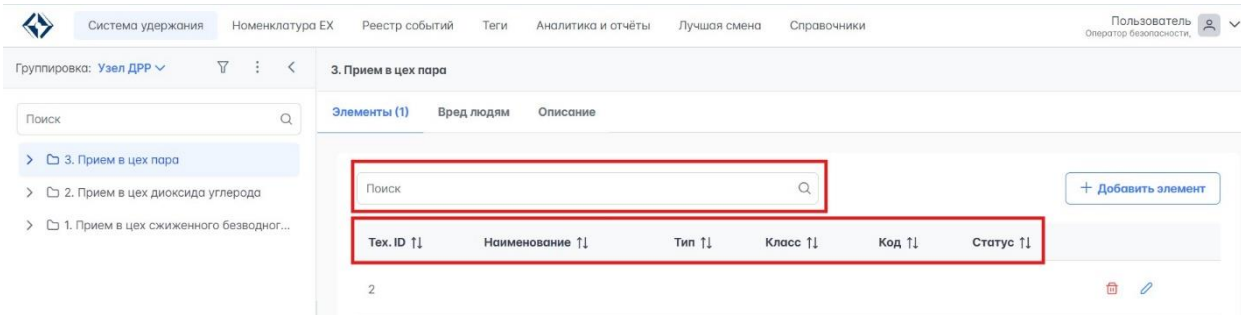 Система удержания Номенклатура EX Реестр событий Теги Аналитика и отчёты Лучшая смена Справочники Пользователь
Оператор безопасности,
Группировка: Узел ДРР
3. Прием в цех пара
Поиск
Элементы (1) Вред людям Описание
3. Прием в цех пара
2. Прием в цех диоксида углерода
1. Прием в цех сжиженного безводног...
Поиск
+ Добавить элемент
Тех. ID Наименование Тип Класс Код Статус
2